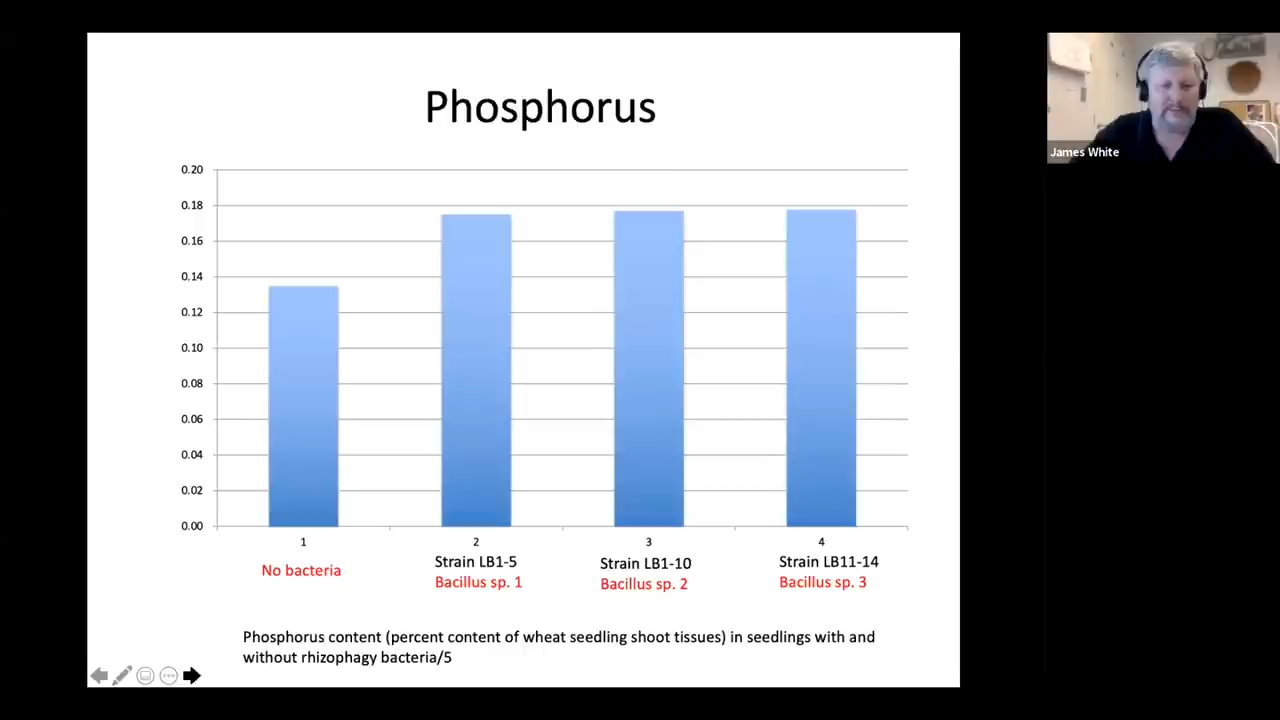 Phosphorus
0.20
0.18
0.16
0.14
0.12
0.10
0.08
0.06
0.04
0.02
0.00
1
2
3
4
No bacteria
Strain LB1-5
Bacillus sp. 1
Strain LB1-10
Bacillus sp. 2
Strain LB11-14
Bacillus sp. 3
Phosphorus content (percent content of wheat seedling shoot tissues) in seedlings with and
without rhizophagy bacteria/5
James White